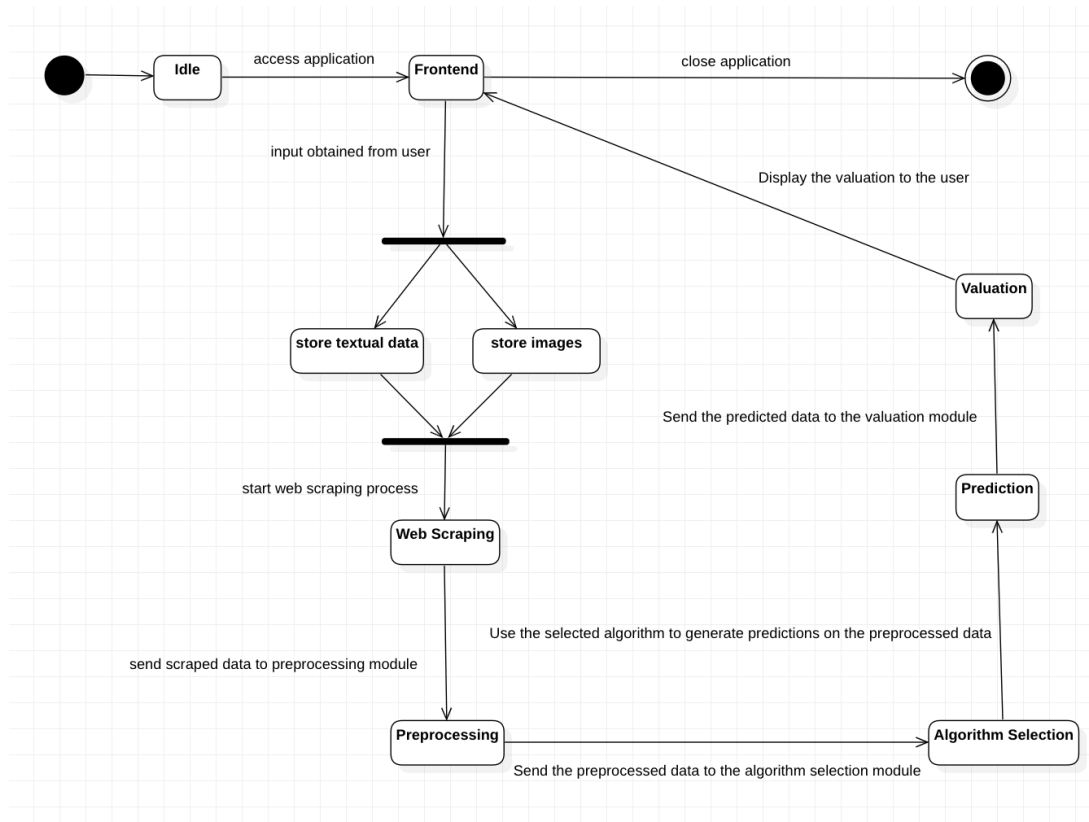 access application
close application
Idle
Frontend
input obtained from user
Display the valuation to the user
Valuation
store textual data
store images
Send the predicted data to the valuation module
start web scraping process
Prediction
Web Scraping
Use the selected algorithm to generate predictions on the preprocessed data
send scraped data to preprocessing module
Preprocessing
Algorithm Selection
Send the preprocessed data to the algorithm selection module